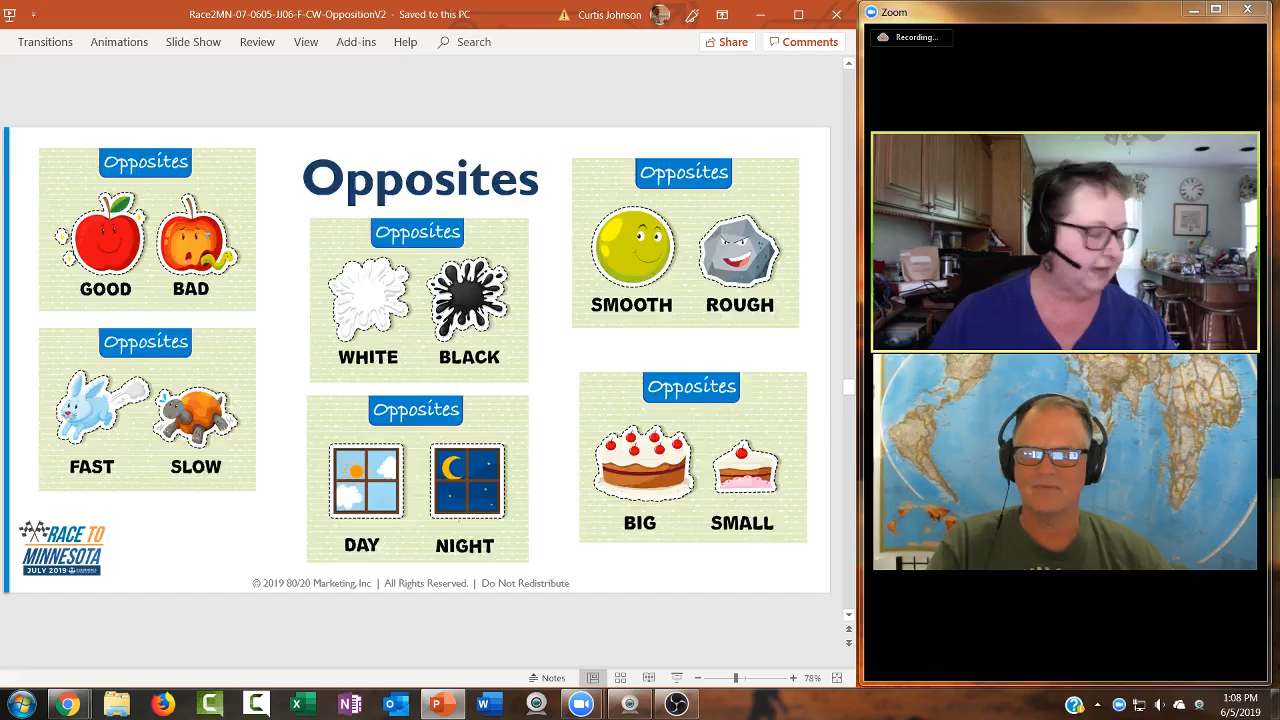 Race2MN-07-0605-JJ06-F-CW-OppositionV2 - Saved to this PC
Curtis Johnson
Zoom
Transitions Animations Slide Show Review View Add-ins Help Search Share Comments
Recording...
Opposites
Opposites
GOOD BAD
Opposites
WHITE BLACK
Opposites
SMOOTH ROUGH
Opposites
FAST SLOW
Opposites
DAY NIGHT
Opposites
BIG SMALL
RACE TO
MINNESOTA
JULY 2019
© 2019 80/20 Marketing, Inc | All Rights Reserved. | Do Not Redistribute
Notes
78%
1:08 PM
6/5/2019